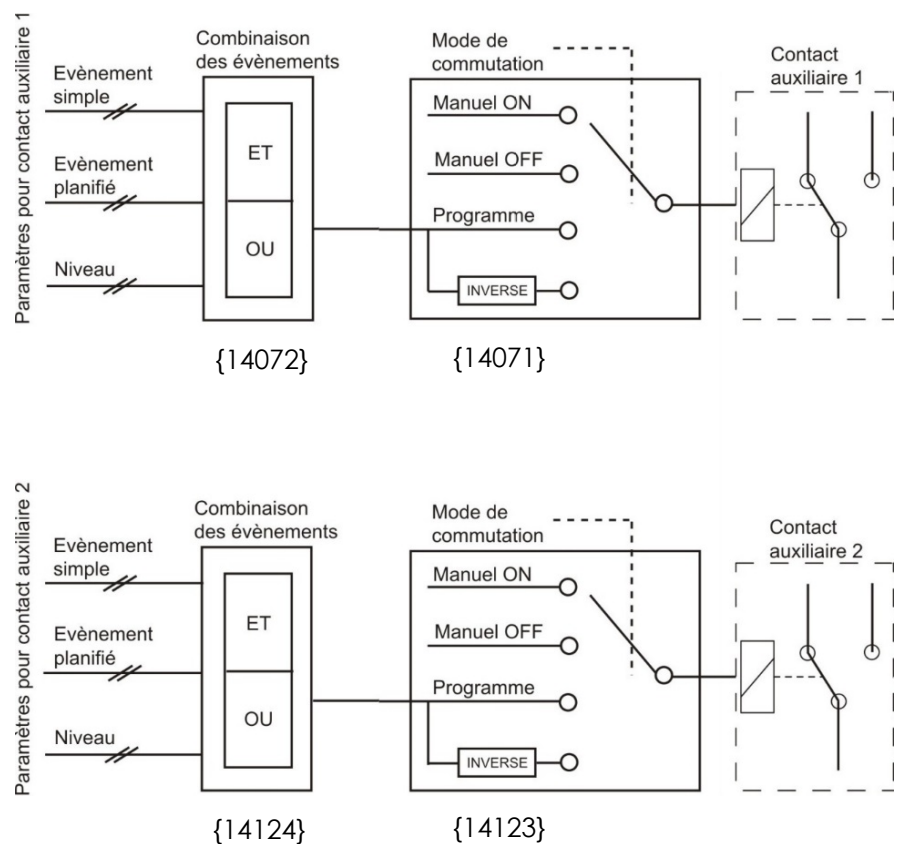 Paramètres pour contact auxiliaire 1
Evènement
simple
Evènement
planifié
Niveau
Combinaison
des évènements
ET
OU
{14072}
Mode de
commutation
Manuel ON
Manuel OFF
Programme
INVERSE
{14071}
Contact
auxiliaire 1
Paramètres pour contact auxiliaire 2
Evènement
simple
Evènement
planifié
Niveau
Combinaison
des évènements
ET
OU
{14124}
Mode de
commutation
Manuel ON
Manuel OFF
Programme
INVERSE
{14123}
Contact
auxiliaire 2